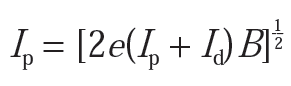 I_p = [2e(I_p + I_d)B]^{1/2}